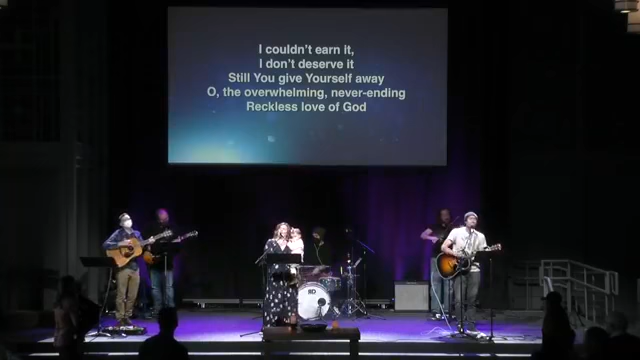 I couldn't earn it,
I don't deserve it
Still You give Yourself away
O, the overwhelming, never-ending
Reckless love of God